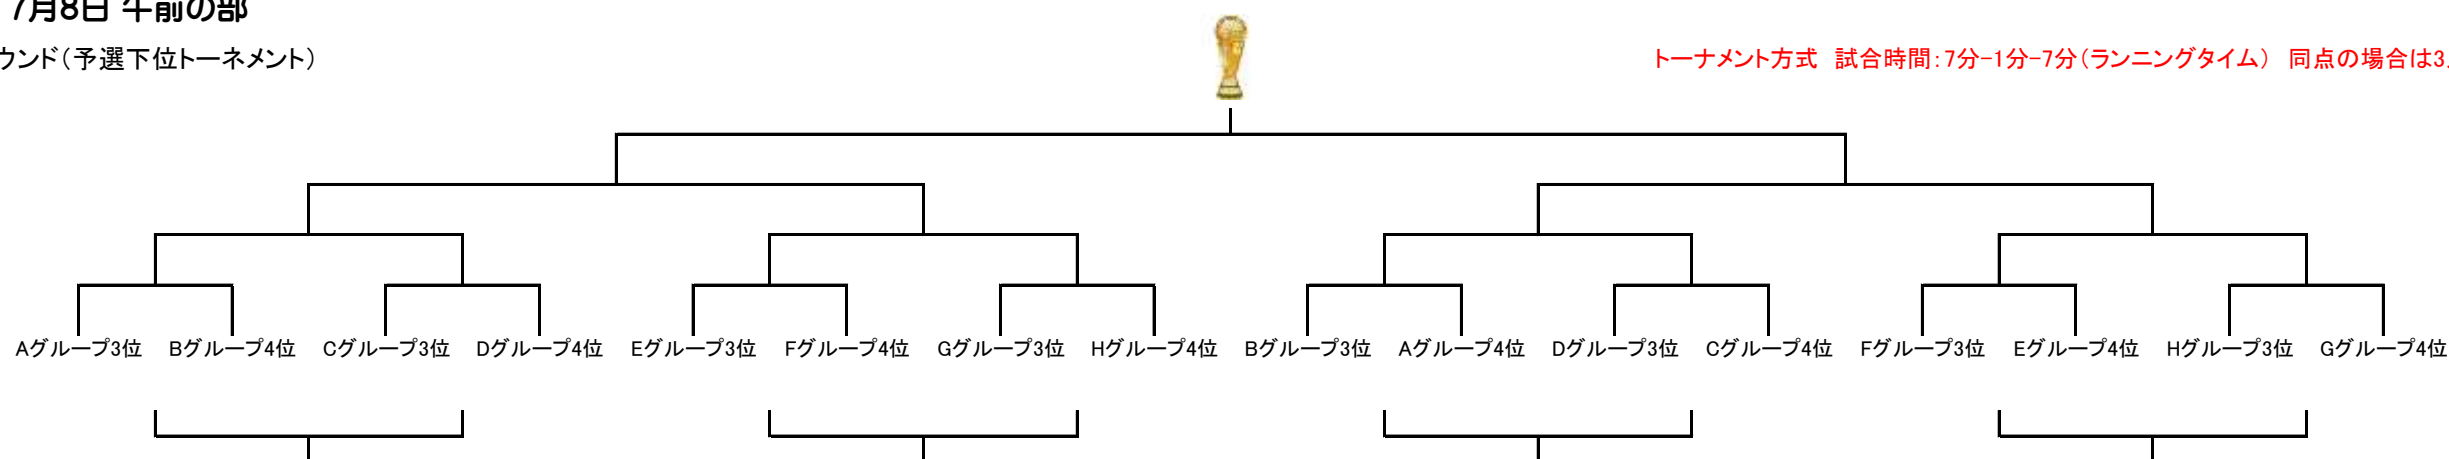 7月8日 午前の部
ウンド（予選下位トーネメント）
トーナメント方式 試合時間：7分-1分-7分（ランニングタイム） 同点の場合は3
Aグループ3位 Bグループ4位 Cグループ3位 Dグループ4位 Eグループ3位 Fグループ4位 Gグループ3位 Hグループ4位 Bグループ3位 Aグループ4位 Dグループ3位 Cグループ4位 Fグループ3位 Eグループ4位 Hグループ3位 Gグループ4位